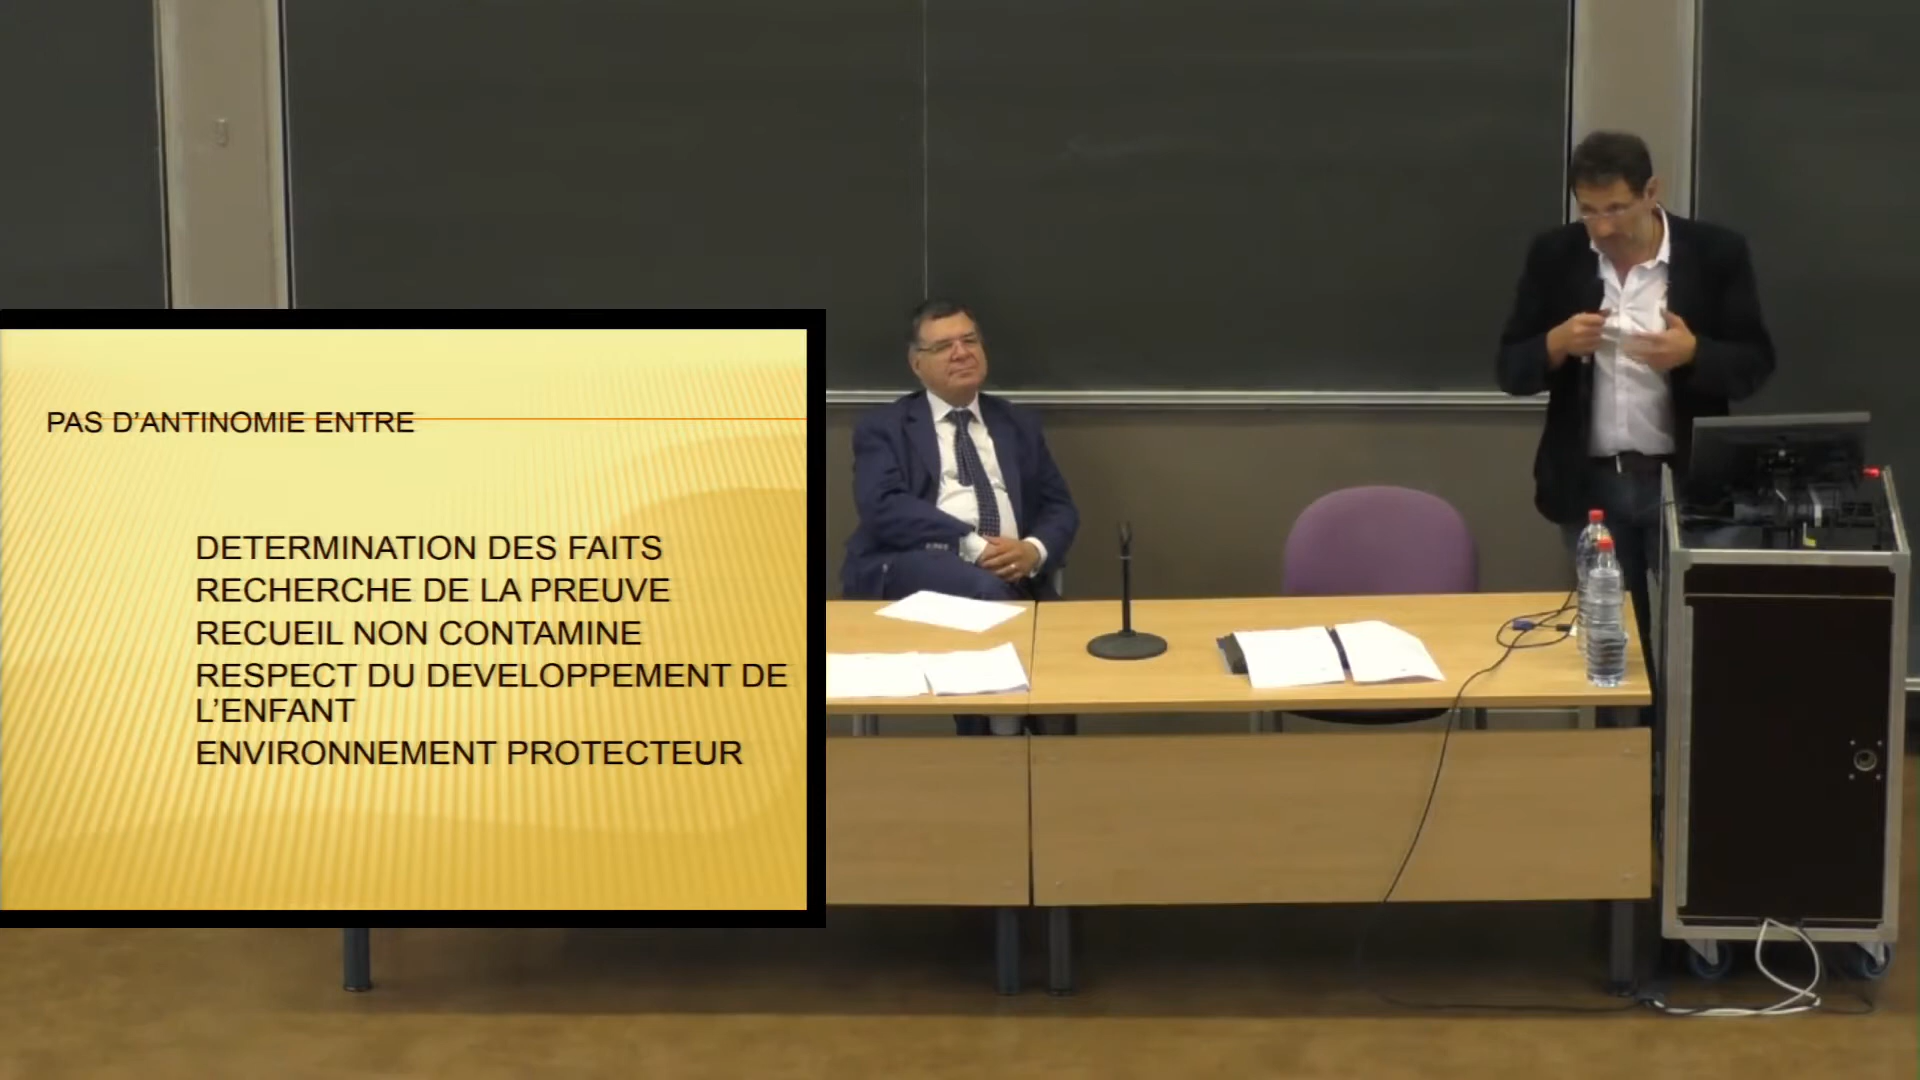 PAS D’ANTINOMIE ENTRE
DETERMINATION DES FAITS
RECHERCHE DE LA PREUVE
RECUEIL NON CONTAMINE
RESPECT DU DEVELOPPEMENT DE
L’ENFANT
ENVIRONNEMENT PROTECTEUR